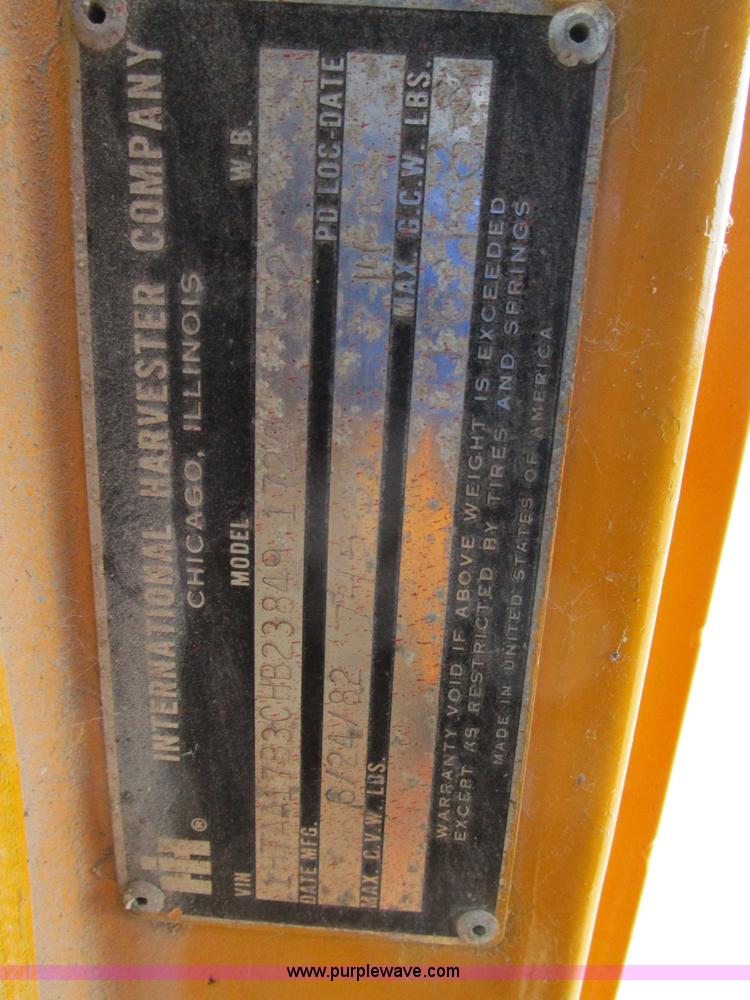 INTERNATIONAL HARVESTER COMPANY
®
CHICAGO, ILLINOIS
VIN MODEL W.B.
1HTAA17B3CHB23849
DATE MFG. PD LOC-DATE
6/24/82
MAX. G.V.W. LBS. MAX. G.C.W. LBS.
WARRANTY VOID IF ABOVE WEIGHT IS EXCEEDED
EXCEPT AS RESTRICTED BY TIRES AND SPRINGS
MADE IN UNITED STATES OF AMERICA
www.purplewave.com